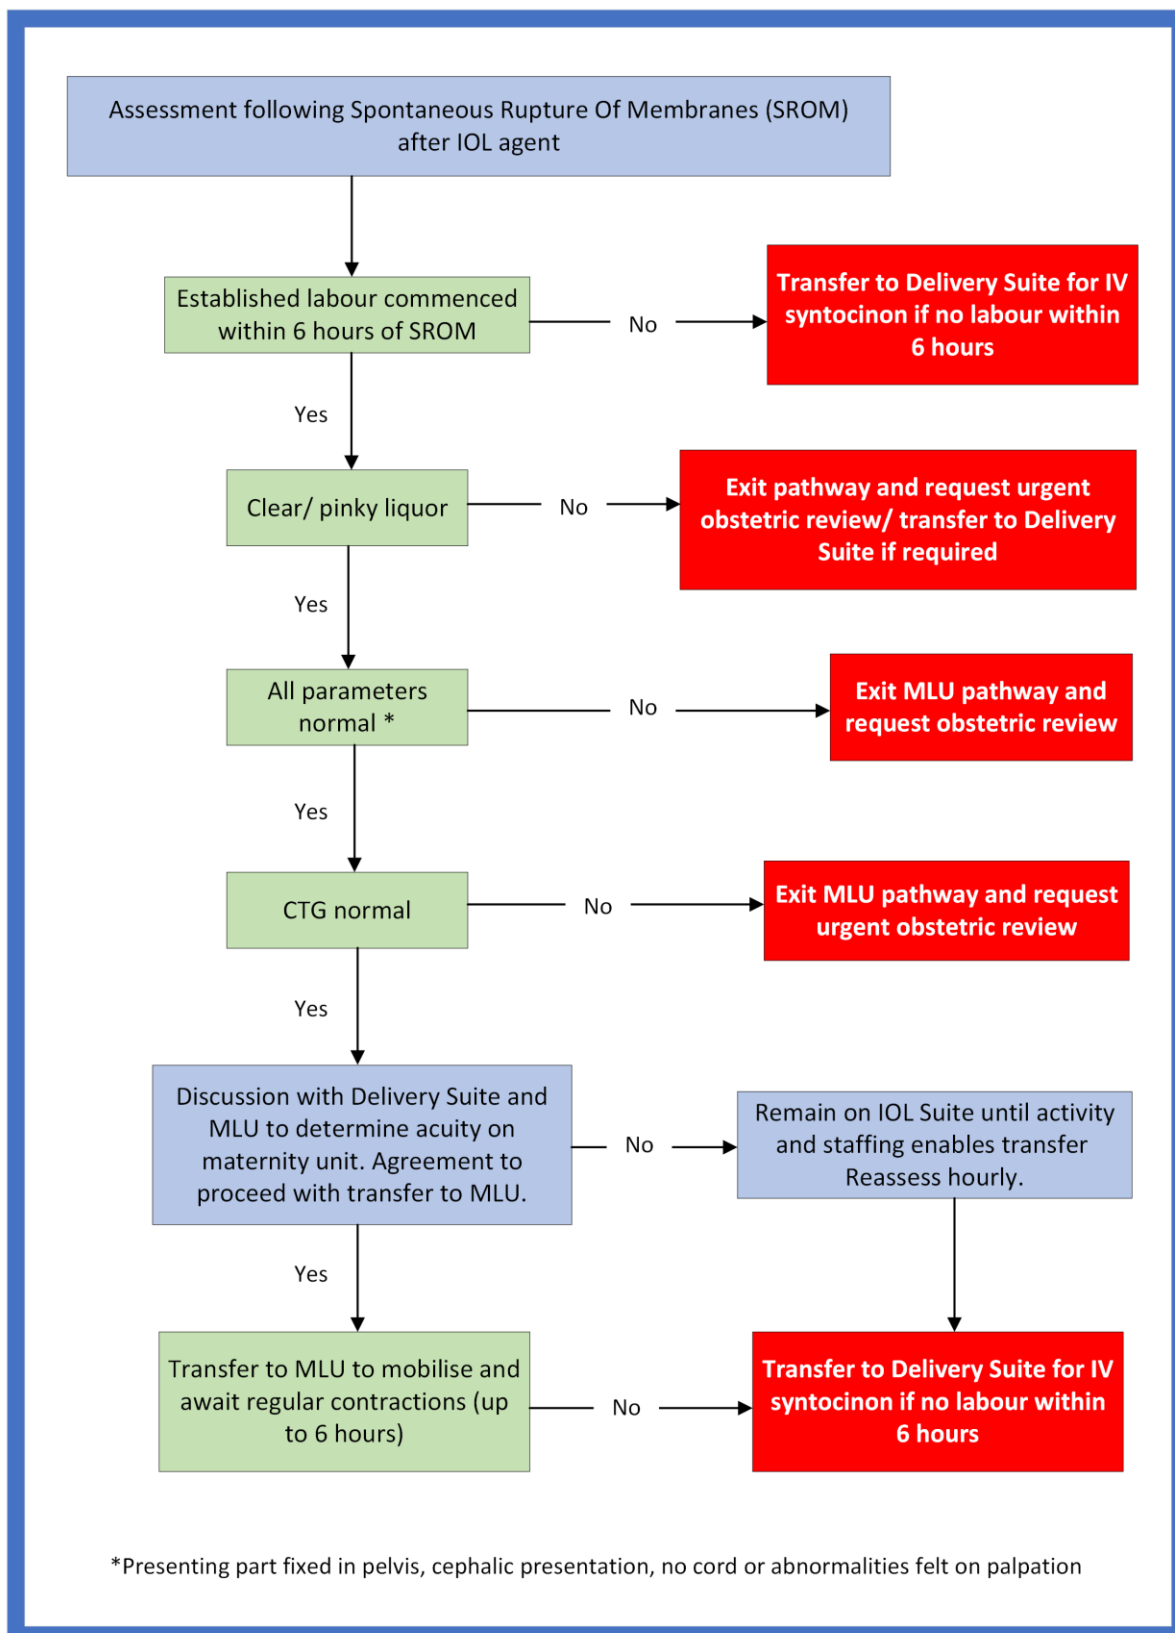 Assessment following Spontaneous Rupture Of Membranes (SROM)
after IOL agent
Established labour commenced
within 6 hours of SROM
No
Transfer to Delivery Suite for IV
syntocinon if no labour within
6 hours
Yes
Clear/ pinky liquor
No
Exit pathway and request urgent
obstetric review/ transfer to Delivery
Suite if required
Yes
All parameters
normal *
No
Exit MLU pathway and
request obstetric review
Yes
CTG normal
No
Exit MLU pathway and request
urgent obstetric review
Yes
Discussion with Delivery Suite and
MLU to determine acuity on
maternity unit. Agreement to
proceed with transfer to MLU.
No
Remain on IOL Suite until activity
and staffing enables transfer
Reassess hourly.
Yes
Transfer to MLU to mobilise and
await regular contractions (up
to 6 hours)
No
Transfer to Delivery Suite for IV
syntocinon if no labour within
6 hours
*Presenting part fixed in pelvis, cephalic presentation, no cord or abnormalities felt on palpation